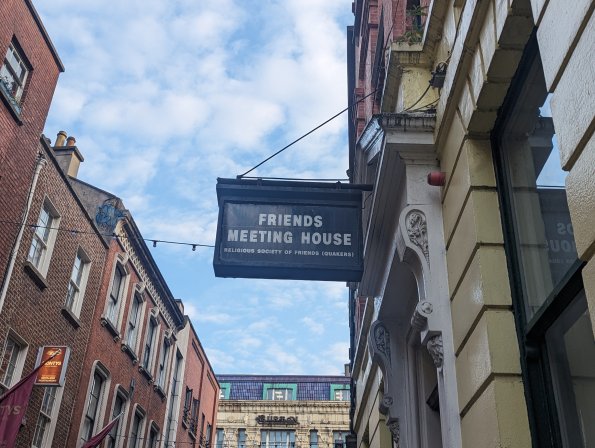 FRIENDS
MEETING HOUSE
RELIGIOUS SOCIETY OF FRIENDS (QUAKERS)